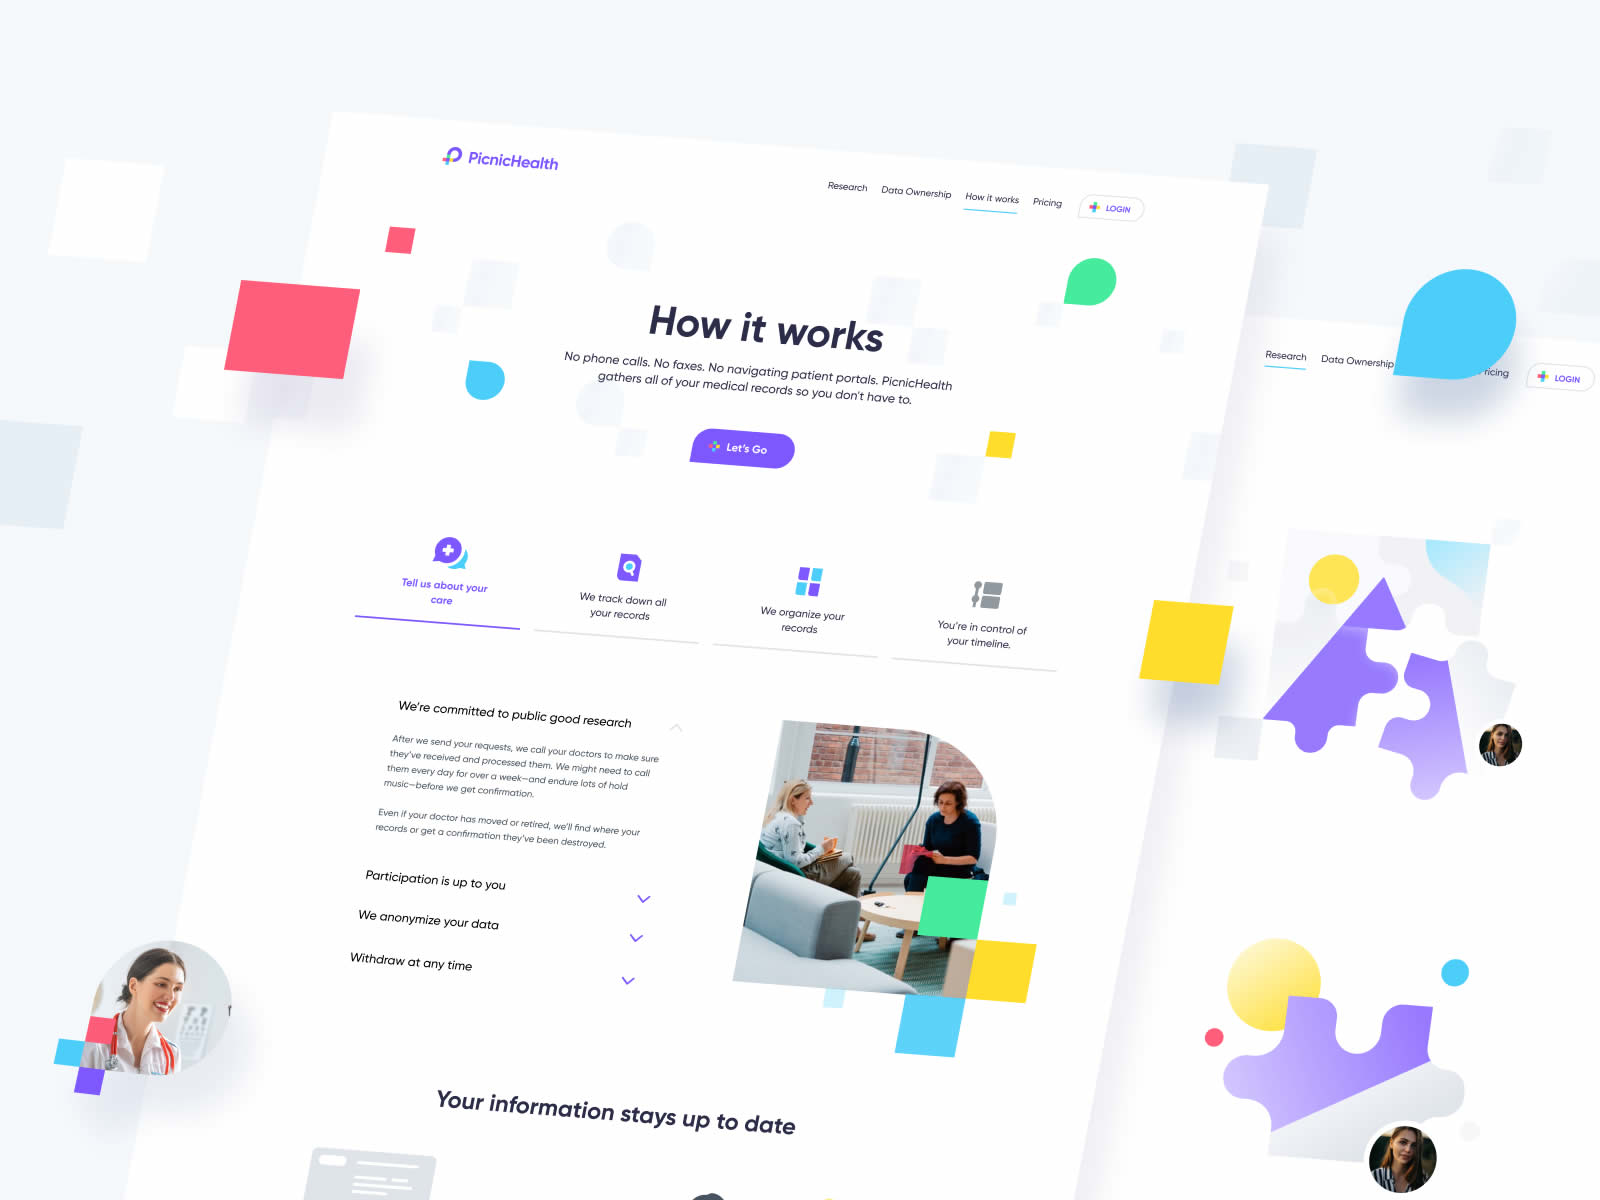 PicnicHealth
Research Data Ownership How it works Pricing LOGIN
How it works
No phone calls. No faxes. No navigating patient portals. PicnicHealth
gathers all of your medical records so you don't have to.
Let's Go
Tell us about your
care
We track down all
your records
We organize your
records
You're in control of
your timeline.
We're committed to public good research
After we send your requests, we call your doctors to make sure
they've received and processed them. We might need to call
them every day for over a week—and endure lots of hold
music—before we get confirmation.
Even if your doctor has moved or retired, we'll find where your
records or get a confirmation they've been destroyed.
Participation is up to you
We anonymize your data
Withdraw at any time
Your information stays up to date
Research Data Ownership ricing LOGIN